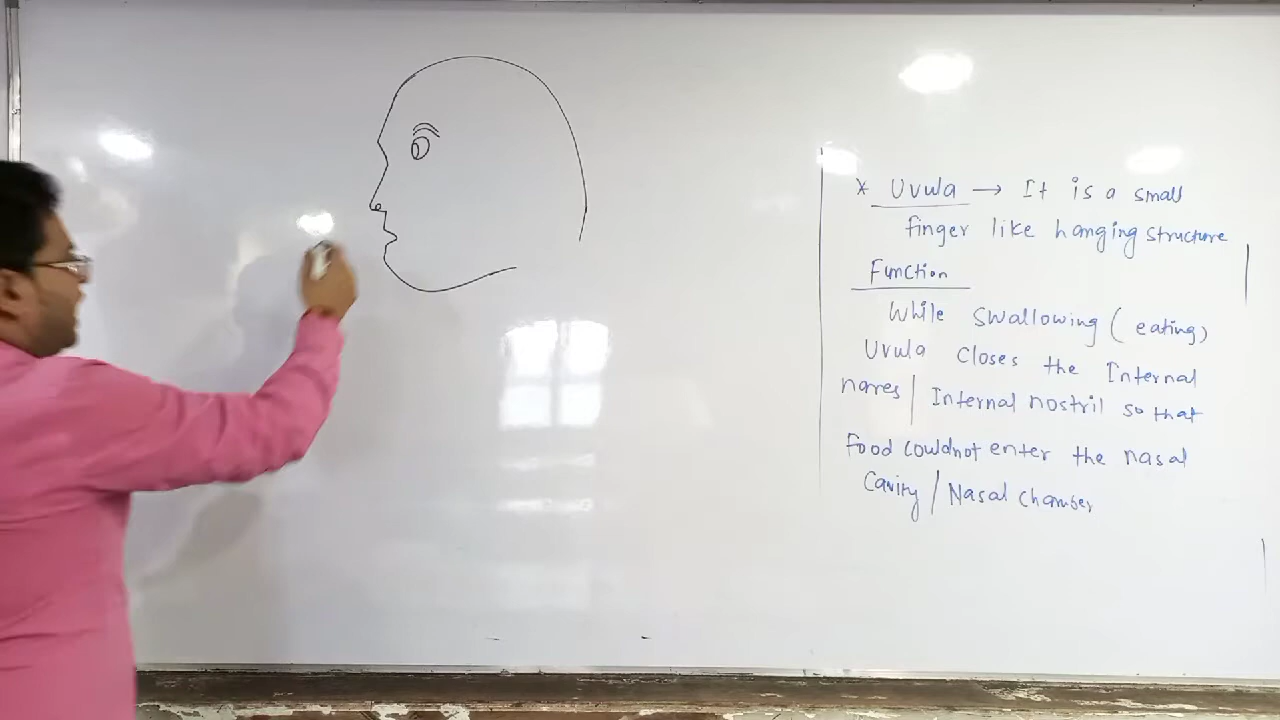 * Uvula → It is a small
finger like hanging structure
Function
While swallowing (eating)
Uvula closes the Internal
nares / Internal nostril so that
Food couldnot enter the nasal
Cavity / Nasal chamber